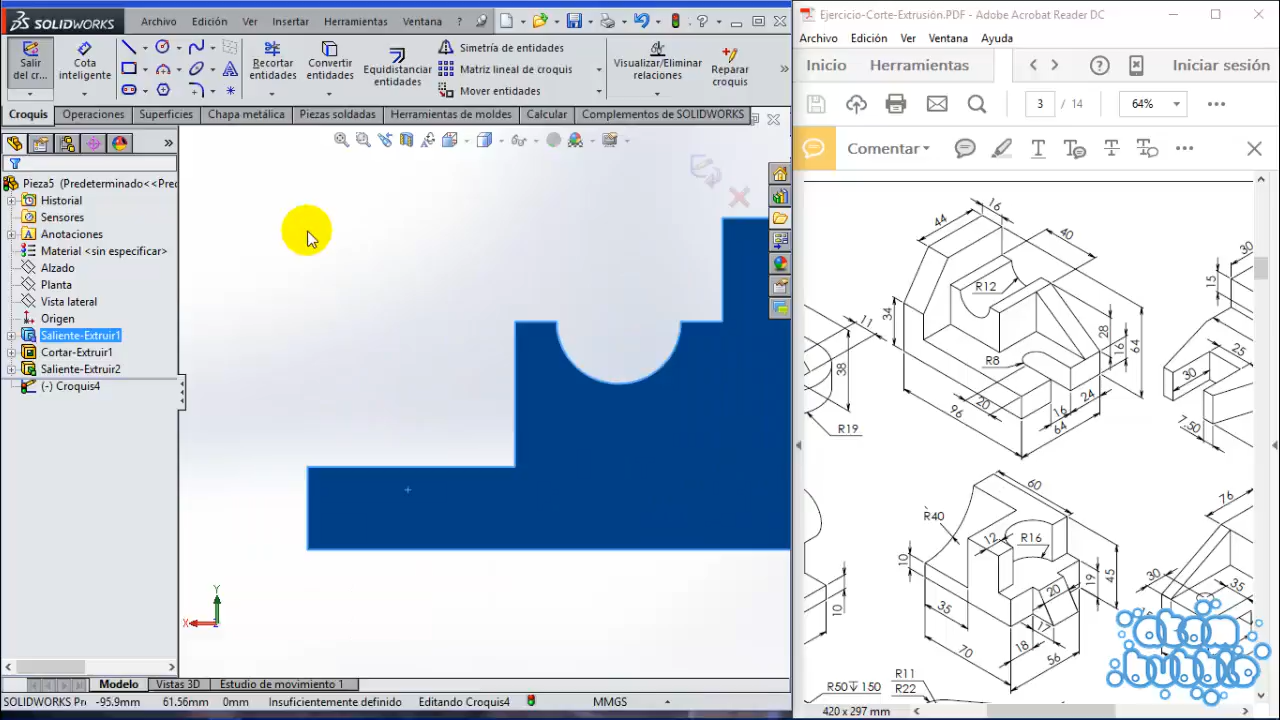 SOLIDWORKS
Archivo Edición Ver Insertar Herramientas Ventana ?
Salir del cr...
Cota inteligente
Recortar entidades
Convertir entidades
Equidistanciar entidades
Simetría de entidades
Matriz lineal de croquis
Mover entidades
Visualizar/Eliminar relaciones
Reparar croquis
Croquis Operaciones Superficies Chapa metálica Piezas soldadas Herramientas de moldes Calcular Complementos de SOLIDWORKS
Pieza5 (Predeterminado<<Pred
Historial
Sensores
Anotaciones
Material <sin especificar>
Alzado
Planta
Vista lateral
Origen
Saliente-Extruir1
Cortar-Extruir1
Saliente-Extruir2
(-) Croquis4
Y
X
Modelo Vistas 3D Estudio de movimiento 1
SOLIDWORKS Pr -95.9mm 61.56mm 0mm Insuficientemente definido Editando Croquis4 MMGS
Ejercicio-Corte-Extrusión.PDF - Adobe Acrobat Reader DC
Archivo Edición Ver Ventana Ayuda
Inicio Herramientas Iniciar sesión
3 / 14 64%
Comentar
16
44
40
30
R12
15
34
11
28
16
64
25
R8
38
30
20
24
16
96
64
R19
7.50
60
76
R40
12
R16
10
45
19
30
35
20
10
35
17
18
70
56
R11
R50↧150
R22
420 x 297 mm